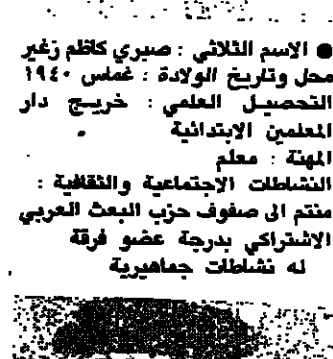 ● الاسم الثلاثي : صبري كاظم زغير
محل وتاريخ الولادة : غماس ١٩٤٠
التحصيل العلمي : خريج دار
المعلمين الابتدائية
المهنة : معلم
النشاطات الاجتماعية والثقافية :
منتم الى صفوف حزب البعث العربي
الاشتراكي بدرجة عضو فرقة
له نشاطات جماهيرية